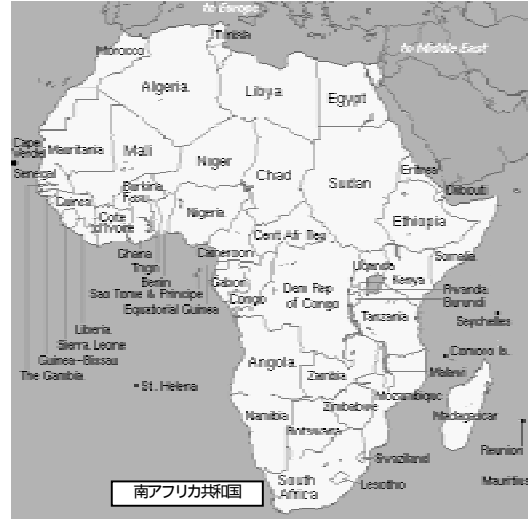 to Europe
Tunisia
Morocco
to Middle East
Algeria
Libya
Egypt
Cape Verde
Mauritania
Mali
Niger
Chad
Sudan
Eritrea
Senegal
Djibouti
Burkina
Faso
Guinea
Nigeria
Cote
d'Ivoire
Ethiopia
Cent. Afr. Rep
Cameroon
Ghana
Togo
Benin
Uganda
Kenya
Somalia
Gabon
Congo
Dem Rep
of Congo
Rwanda
Burundi
Sao Tome & Principe
Equatorial Guinea
Tanzania
Seychelles
Liberia
Sierra Leone
Guinea-Bissau
The Gambia
Comoro Is.
Malawi
Angola
Zambia
St. Helena
Mozambique
Zimbabwe
Madagascar
Namibia
Botswana
Reunion
Swaziland
Mauritius
South
Africa
Lesotho
南アフリカ共和国